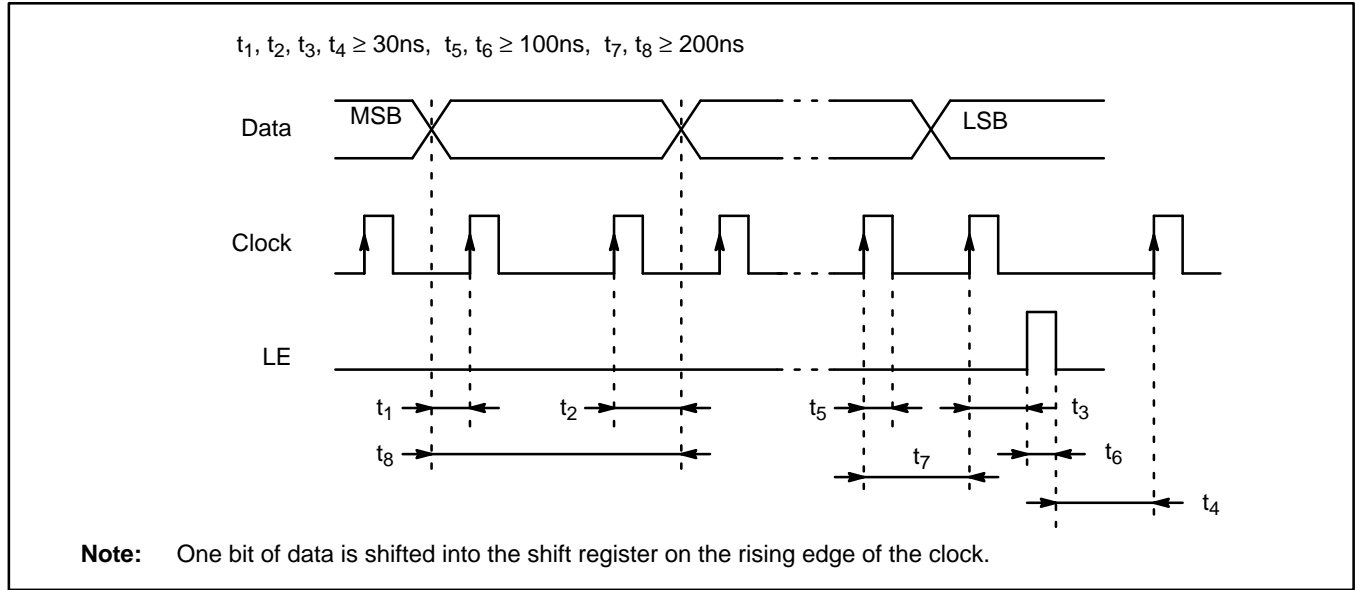 t1, t2, t3, t4 ≥ 30ns, t5, t6 ≥ 100ns, t7, t8 ≥ 200ns
MSB
LSB
Data
Clock
LE
t1
t2
t5
t3
t8
t7
t6
t4
Note: One bit of data is shifted into the shift register on the rising edge of the clock.